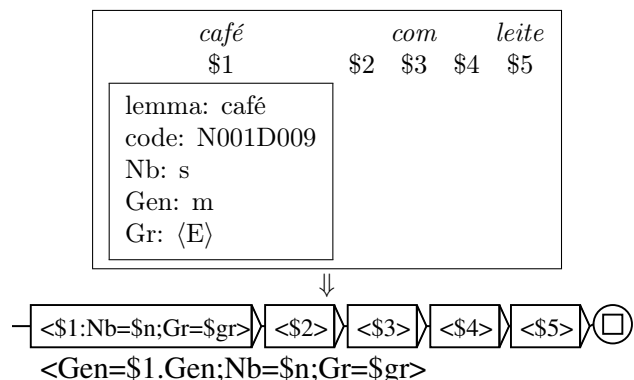 café com leite
$1 $2 $3 $4 $5
lemma: café
code: N001D009
Nb: s
Gen: m
Gr: ⟨E⟩
⇓
<$1:Nb=$n;Gr=$gr> <$2> <$3> <$4> <$5>
<Gen=$1.Gen;Nb=$n;Gr=$gr>